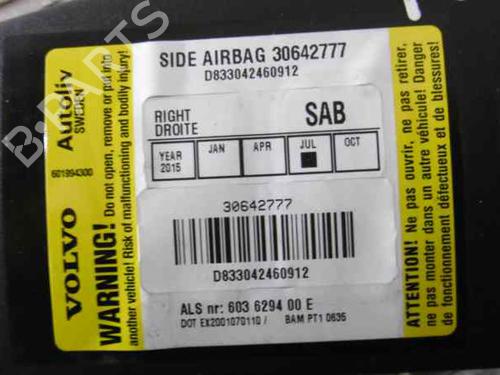 SIDE AIRBAG 30642777
D833042460912
RIGHT
DROITE
SAB
YEAR
2015
JAN
APR
JUL
OCT
30642777
D833042460912
ALS nr: 603 6294 00 E
DOT EX2001070110 / BAM PT1 0635
Autoliv
SWEDEN
601994300
VOLVO
WARNING! Do not open, remove or put into
another vehicle! Risk of malfunctioning and bodily injury!
ATTENTION! Ne pas ouvrir, ne pas retirer,
ne pas monter dans un autre véhicule! Danger
de fonctionnement défectueux et de blessures!
B-PARTS